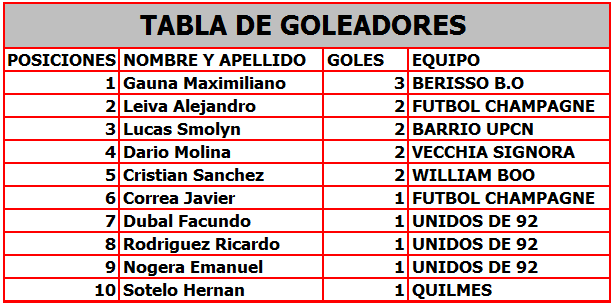 TABLA DE GOLEADORES
POSICIONES NOMBRE Y APELLIDO GOLES EQUIPO
1 Gauna Maximiliano 3 BERISSO B.O
2 Leiva Alejandro 2 FUTBOL CHAMPAGNE
3 Lucas Smolyn 2 BARRIO UPCN
4 Dario Molina 2 VECCHIA SIGNORA
5 Cristian Sanchez 2 WILLIAM BOO
6 Correa Javier 1 FUTBOL CHAMPAGNE
7 Dubal Facundo 1 UNIDOS DE 92
8 Rodriguez Ricardo 1 UNIDOS DE 92
9 Nogera Emanuel 1 UNIDOS DE 92
10 Sotelo Hernan 1 QUILMES